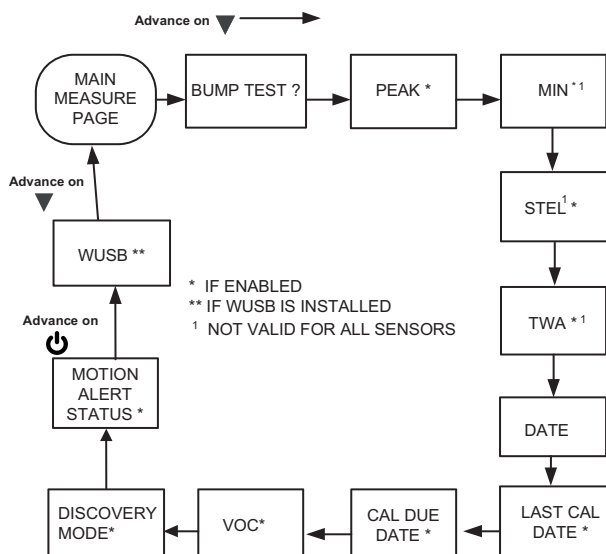 Advance on
MAIN
MEASURE
PAGE
BUMP TEST ?
PEAK *
MIN * 1
STEL 1 *
TWA * 1
DATE
LAST CAL
DATE *
CAL DUE
DATE *
VOC*
DISCOVERY
MODE*
MOTION
ALERT
STATUS *
Advance on
WUSB **
Advance on
* IF ENABLED
** IF WUSB IS INSTALLED
1 NOT VALID FOR ALL SENSORS